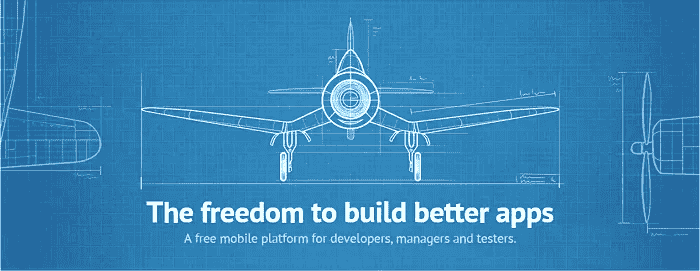 The freedom to build better apps
A free mobile platform for developers, managers and testers.